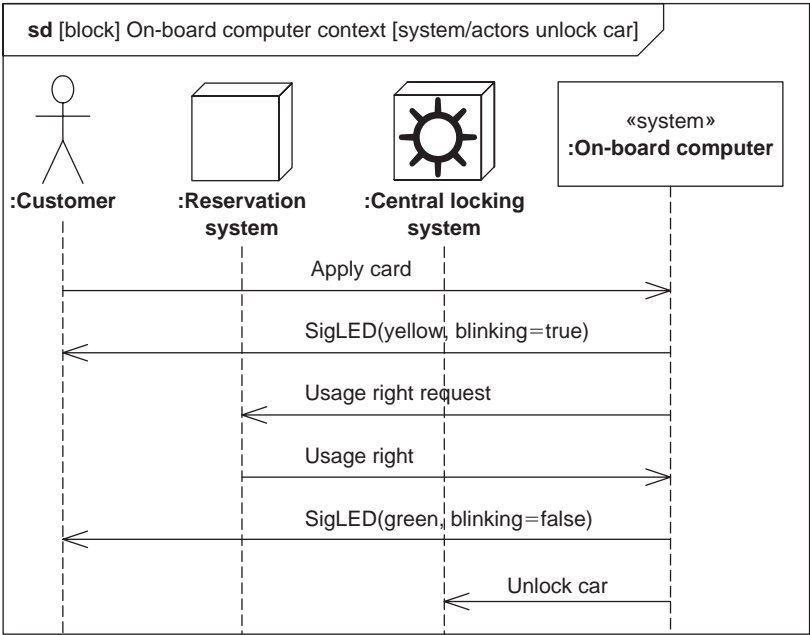 sd [block] On-board computer context [system/actors unlock car]
«system»
:On-board computer
:Customer
:Reservation
system
:Central locking
system
Apply card
SigLED(yellow, blinking=true)
Usage right request
Usage right
SigLED(green, blinking=false)
Unlock car